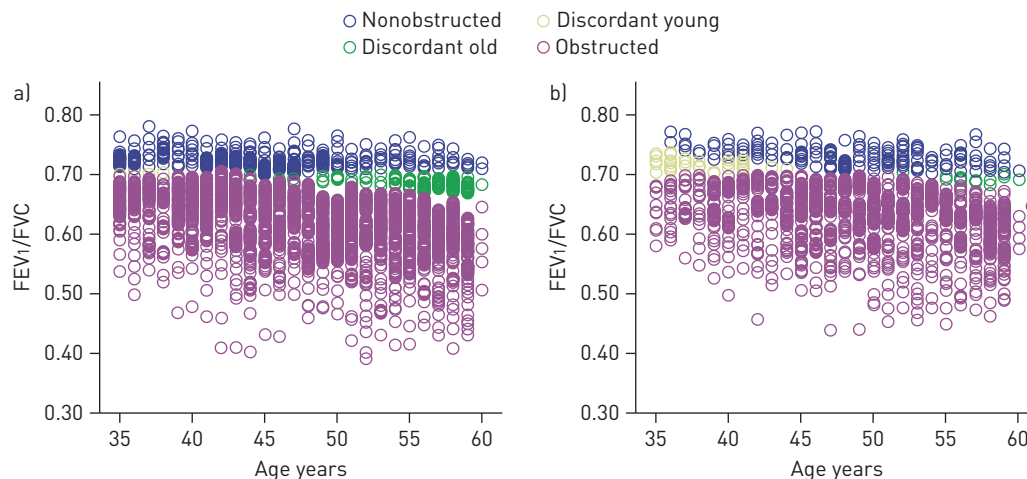 Nonobstructed Discordant young
Discordant old Obstructed
a) b)
0.80 0.80
0.70 0.70
0.60 0.60
0.50 0.50
0.40 0.40
0.30 0.30
FEV1/FVC FEV1/FVC
35 40 45 50 55 60 35 40 45 50 55 60
Age years Age years